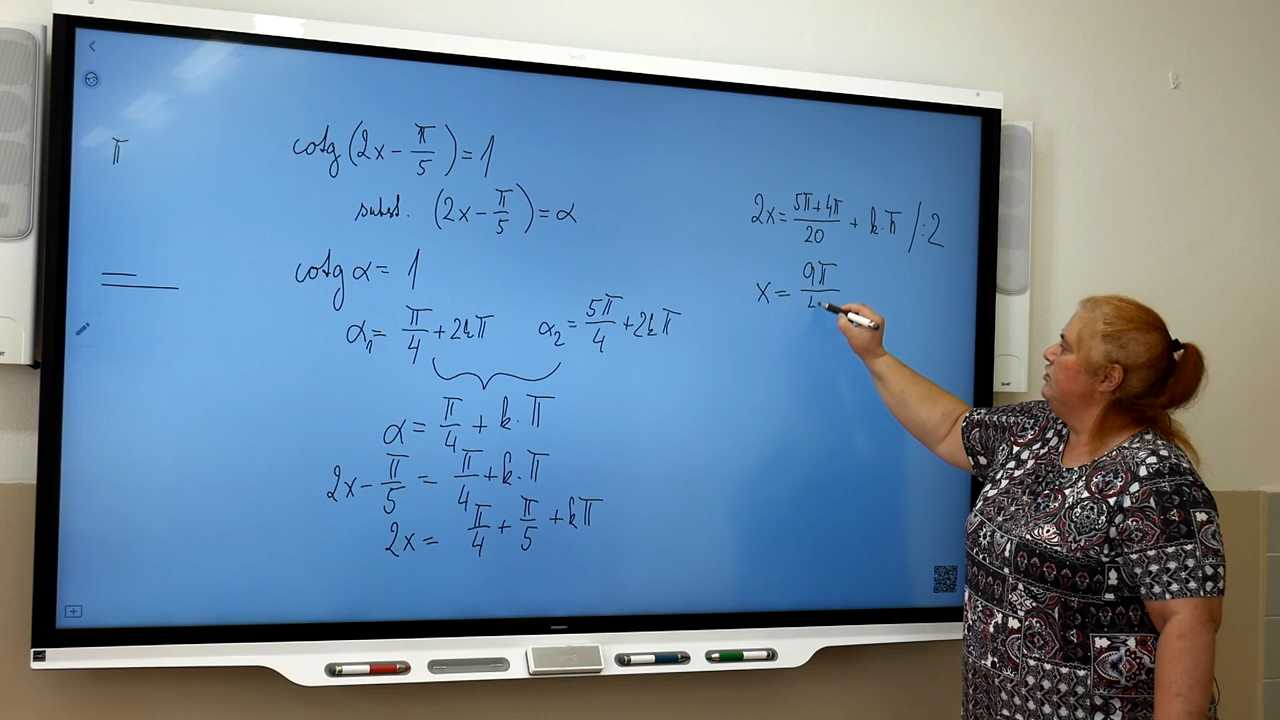 π
cotg(2x - π/5) = 1
subst. (2x - π/5) = α
cotg α = 1
α₁ = π/4 + 2kπ  α₂ = 5π/4 + 2kπ
α = π/4 + k.π
2x - π/5 = π/4 + k.π
2x = π/4 + π/5 + kπ
2x = (5π+4π)/20 + k.π /:2
x = 9π/4